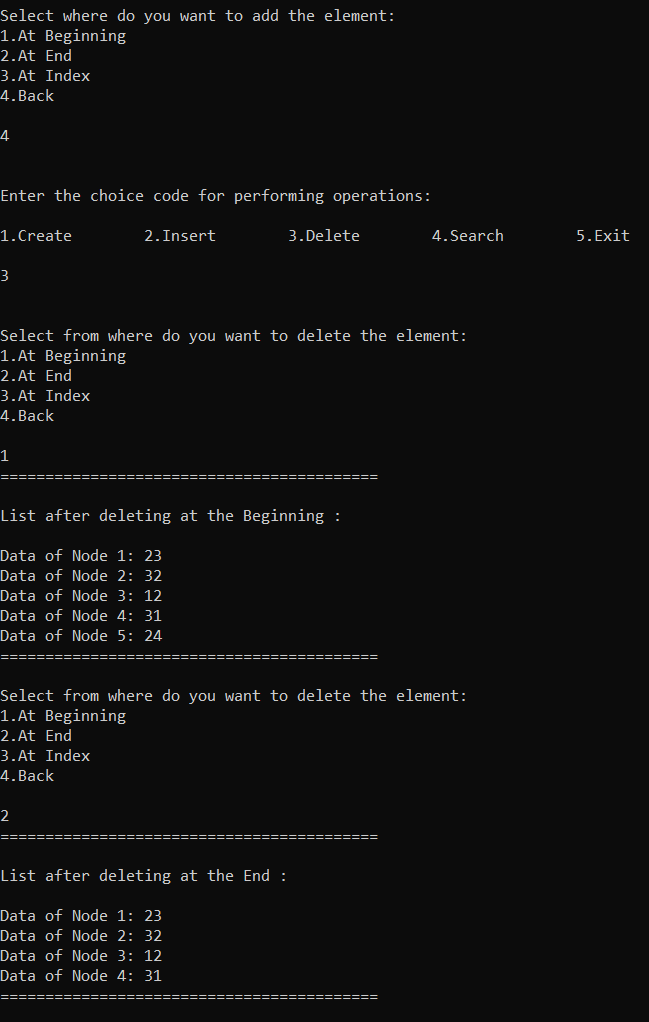 Select where do you want to add the element:
1.At Beginning
2.At End
3.At Index
4.Back
4
Enter the choice code for performing operations:
1.Create 2.Insert 3.Delete 4.Search 5.Exit
3
Select from where do you want to delete the element:
1.At Beginning
2.At End
3.At Index
4.Back
1
==========================================
List after deleting at the Beginning :
Data of Node 1: 23
Data of Node 2: 32
Data of Node 3: 12
Data of Node 4: 31
Data of Node 5: 24
==========================================
Select from where do you want to delete the element:
1.At Beginning
2.At End
3.At Index
4.Back
2
==========================================
List after deleting at the End :
Data of Node 1: 23
Data of Node 2: 32
Data of Node 3: 12
Data of Node 4: 31
==========================================